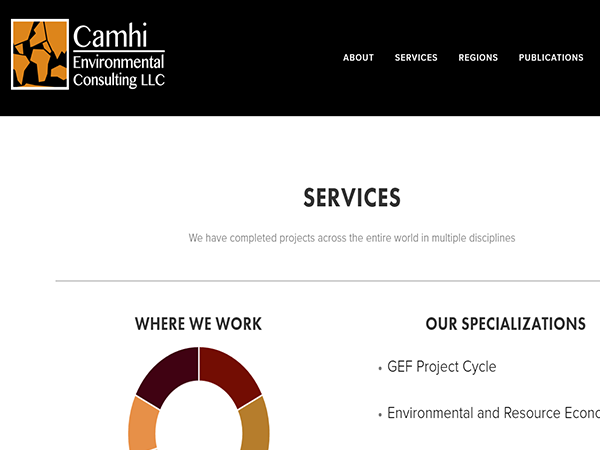 Camhi
Environmental
Consulting LLC
ABOUT SERVICES REGIONS PUBLICATIONS
SERVICES
We have completed projects across the entire world in multiple disciplines
WHERE WE WORK
OUR SPECIALIZATIONS
• GEF Project Cycle
• Environmental and Resource Econo